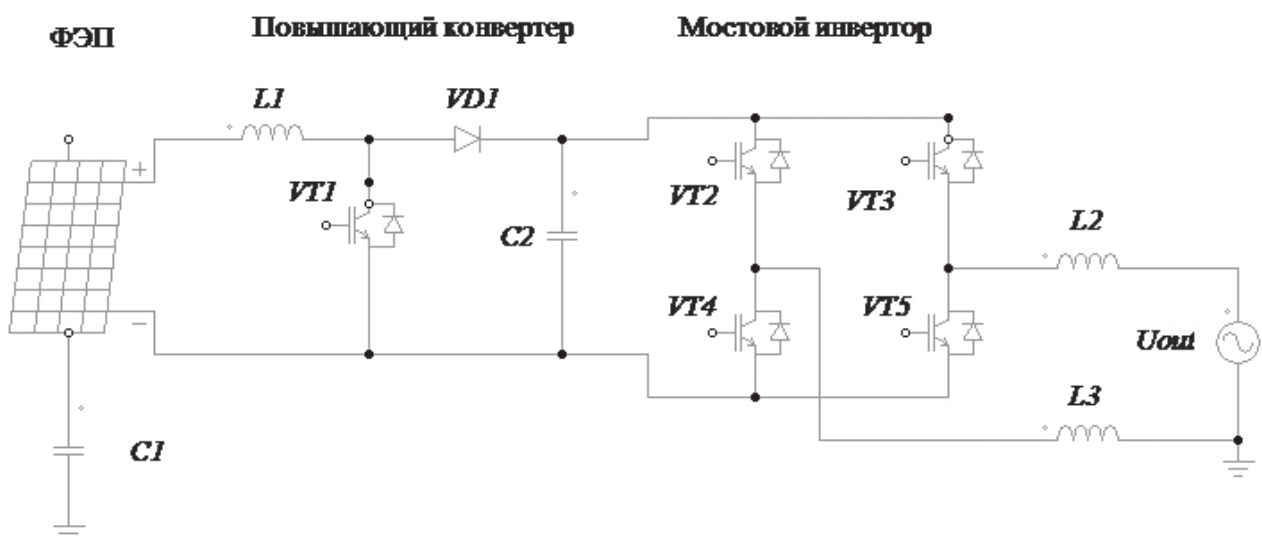 ФЭП
Повышающий конвертер
Мостовой инвертор
L1
VD1
+
VT1
C2
VT2
VT3
L2
VT4
VT5
Uout
−
L3
C1